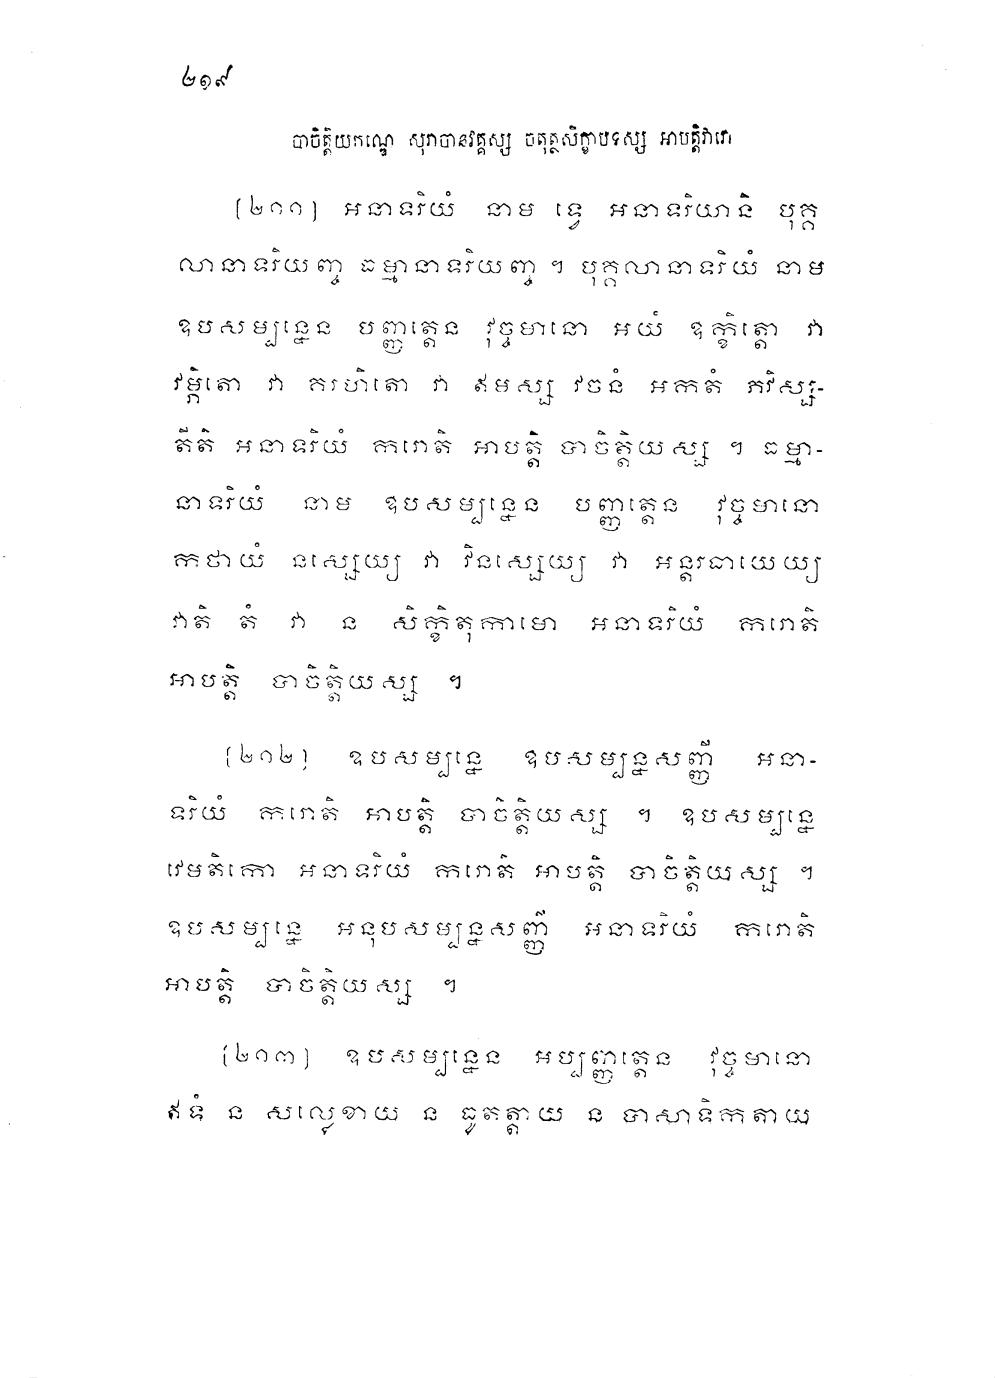 ២១៩
បាចិត្តិយកណ្ឌេ សុរាបានវគ្គស្ស ចតុត្ថសិក្ខាបទស្ស អាបត្តិវារោ
(២០១) អនាទរិយំ នាម ទ្វេ អនាទរិយានិ បុគ្គ
លានាទរិយញ្ច ធម្មានាទរិយញ្ច ។ បុគ្គលានាទរិយំ នាម
ឧបសម្បន្នេន បញ្ញត្តេន វុច្ចមានោ អយំ ឧក្ខិត្តោ វា
វម្ភិតោ វា គរហិតោ វា ឥមស្ស វចនំ អកតំ ភវិស្ស-
តីតិ អនាទរិយំ ករោតិ អាបត្តិ បាចិត្តិយស្ស ។ ធម្មា-
នាទរិយំ នាម ឧបសម្បន្នេន បញ្ញត្តេន វុច្ចមានោ
កថាយំ នស្សេយ្យ វា វិនស្សេយ្យ វា អន្តរធាយេយ្យ
វាតិ តំ វា ន សិក្ខិតុកាមោ អនាទរិយំ ករោតិ
អាបត្តិ បាចិត្តិយស្ស ។
(២០២) ឧបសម្បន្នេ ឧបសម្បន្នសញ្ញី អនា-
ទរិយំ ករោតិ អាបត្តិ បាចិត្តិយស្ស ។ ឧបសម្បន្នេ
វេមតិកោ អនាទរិយំ ករោតិ អាបត្តិ បាចិត្តិយស្ស ។
ឧបសម្បន្នេ អនុបសម្បន្នសញ្ញី អនាទរិយំ ករោតិ
អាបត្តិ បាចិត្តិយស្ស ។
(២០៣) ឧបសម្បន្នេន អប្បញ្ញត្តេន វុច្ចមានោ
ឥទំ ន សល្លេខាយ ន ធូតត្តាយ ន បាសាទិកតាយ